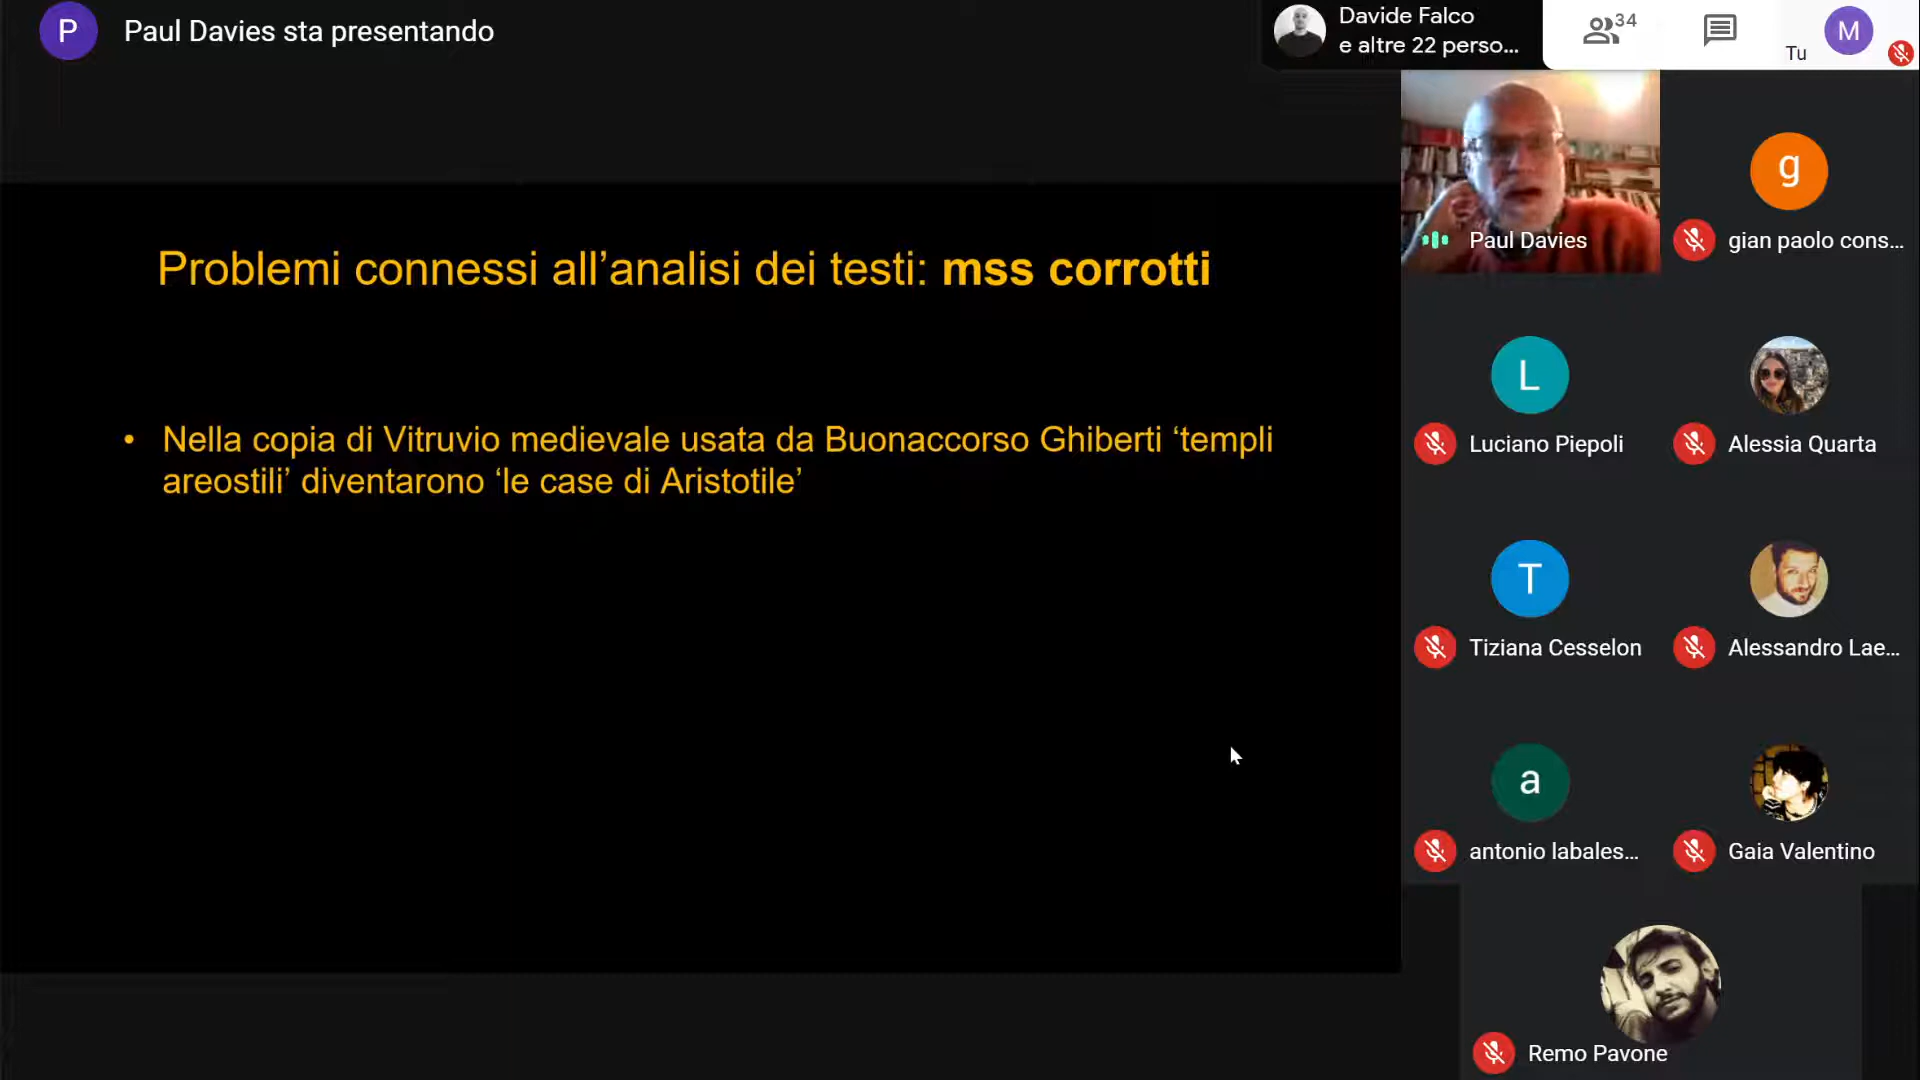 P
Paul Davies sta presentando
Davide Falco
e altre 22 perso...
34
Tu
M
Problemi connessi all’analisi dei testi: mss corrotti
• Nella copia di Vitruvio medievale usata da Buonaccorso Ghiberti ‘templi
areostili’ diventarono ‘le case di Aristotile’
Paul Davies
g
gian paolo cons...
L
Luciano Piepoli
Alessia Quarta
T
Tiziana Cesselon
Alessandro Lae...
a
antonio labales...
Gaia Valentino
Remo Pavone